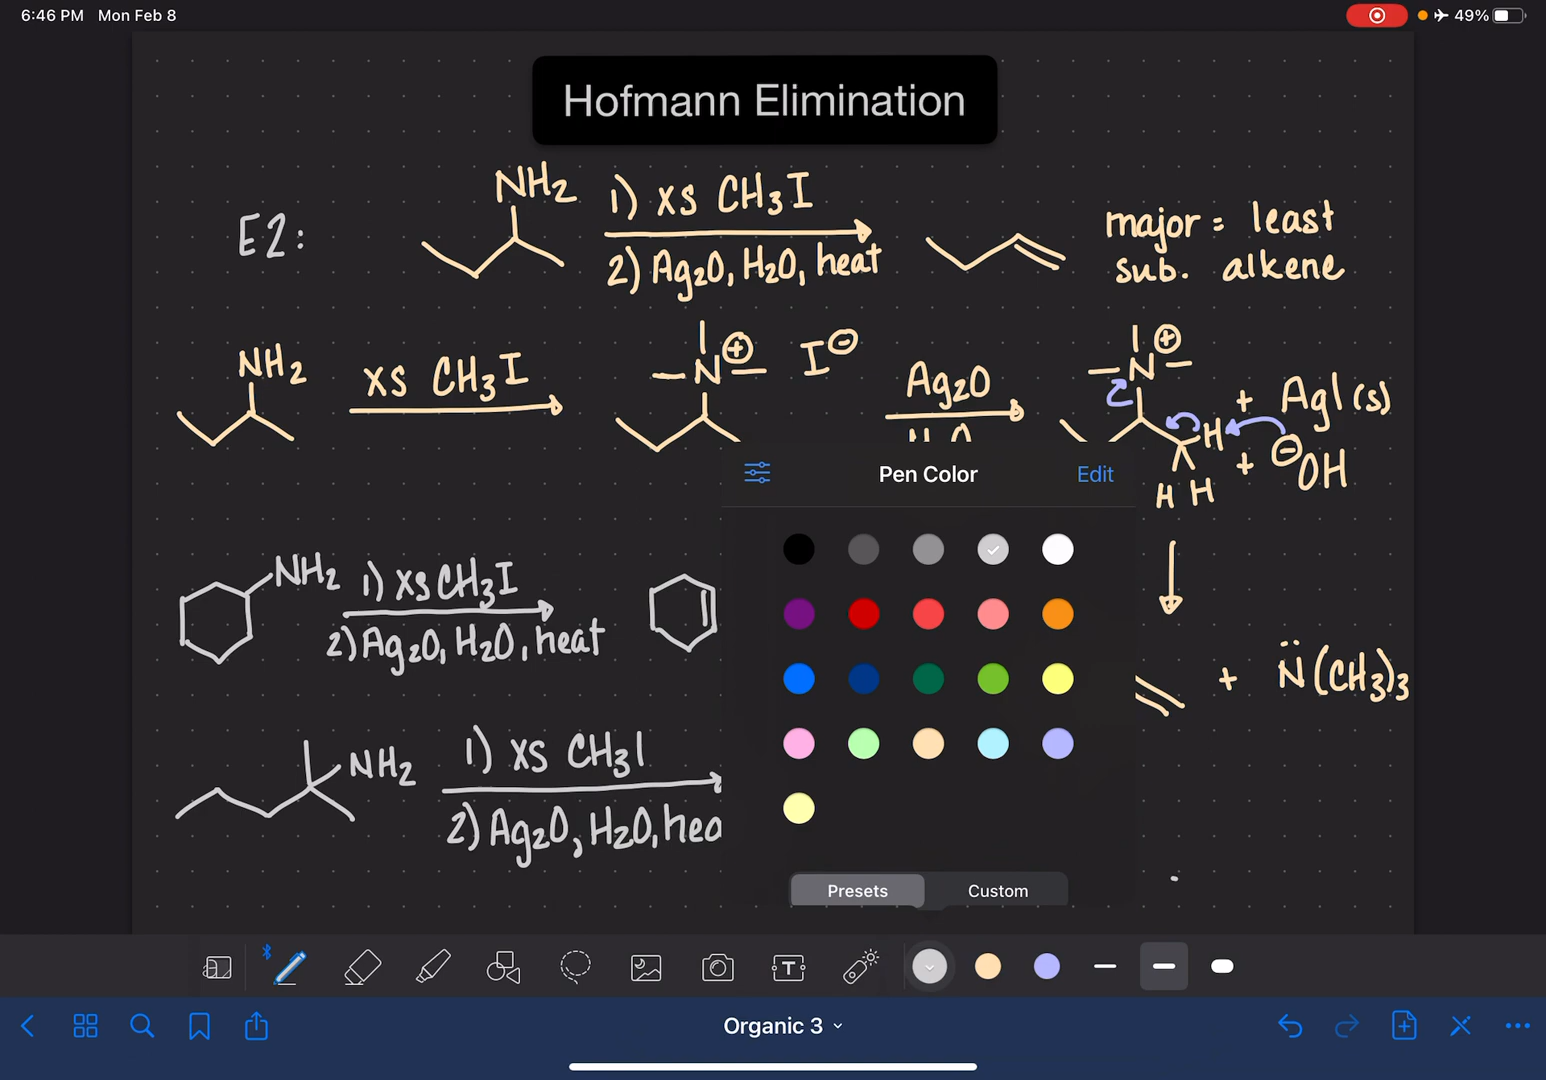 6:46 PM Mon Feb 8
49%
Hofmann Elimination
E2:
NH2
1) xs CH3I
2) Ag2O, H2O, heat
major = least
sub. alkene
NH2
xs CH3I
N⊕
I⊖
Ag2O
N⊕
H
H H
+ AgI(s)
+ ⊖OH
Pen Color
Edit
NH2
1) xs CH3I
2) Ag2O, H2O, heat
+ N̈(CH3)3
NH2
1) xs CH3I
2) Ag2O, H2O, hea
Presets
Custom
T
Organic 3